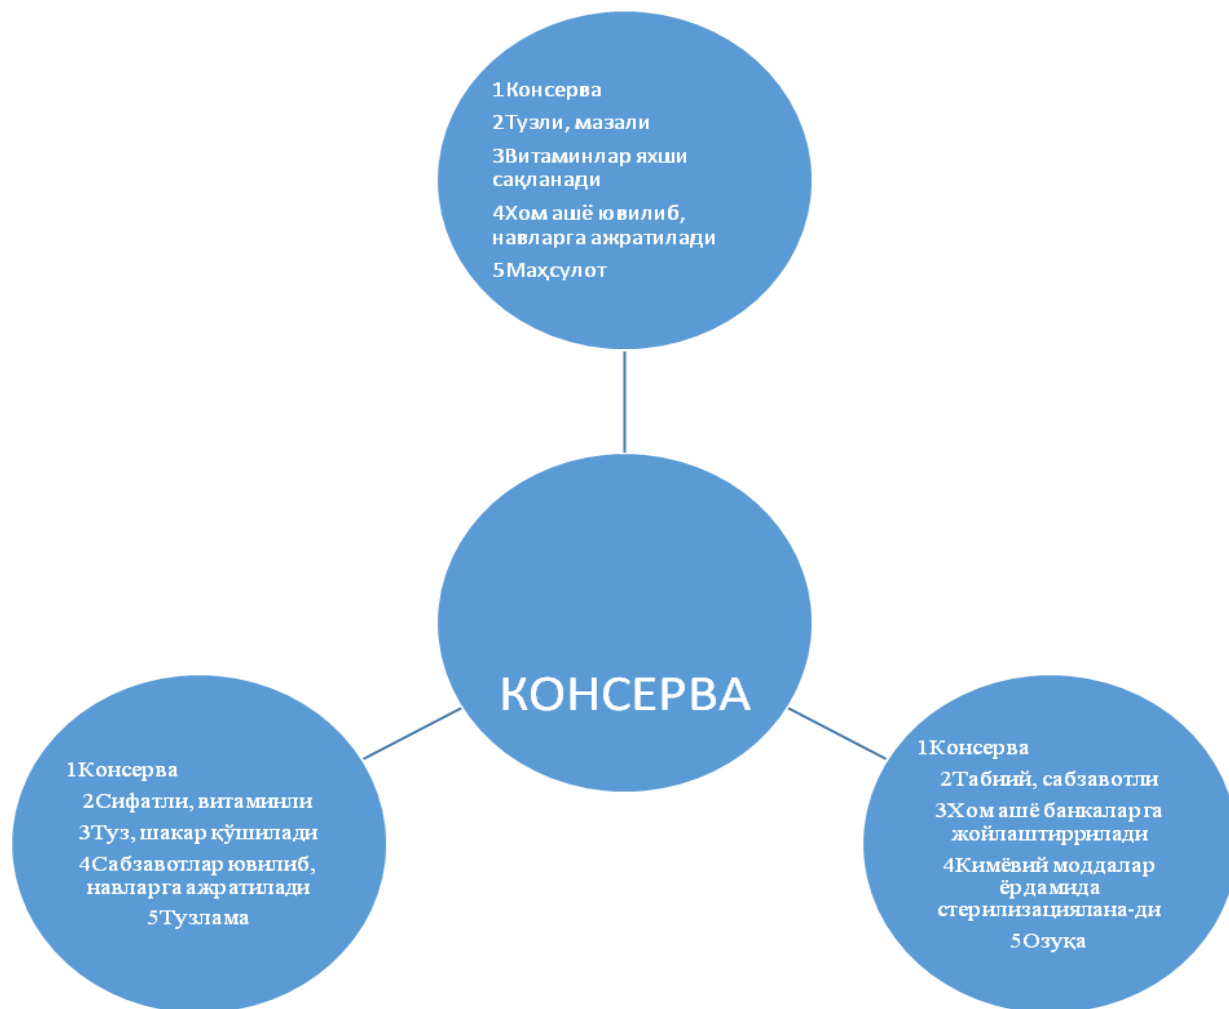 1Консерва
2Тузли, мазали
3Витаминлар яхши
сақланади
4Хом ашё ювилиб,
навларга ажратилади
5Маҳсулот
КОНСЕРВА
1Консерва
2Сифатли, витаминли
3Туз, шакар қўшилади
4Сабзавотлар ювилиб,
навларга ажратилади
5Тузлама
1Консерва
2Табиий, сабзавотли
3Хом ашё банкаларга
жойлаштиррилади
4Кимёвий моддалар
ёрдамида
стерилизациялана-ди
5Озуқа